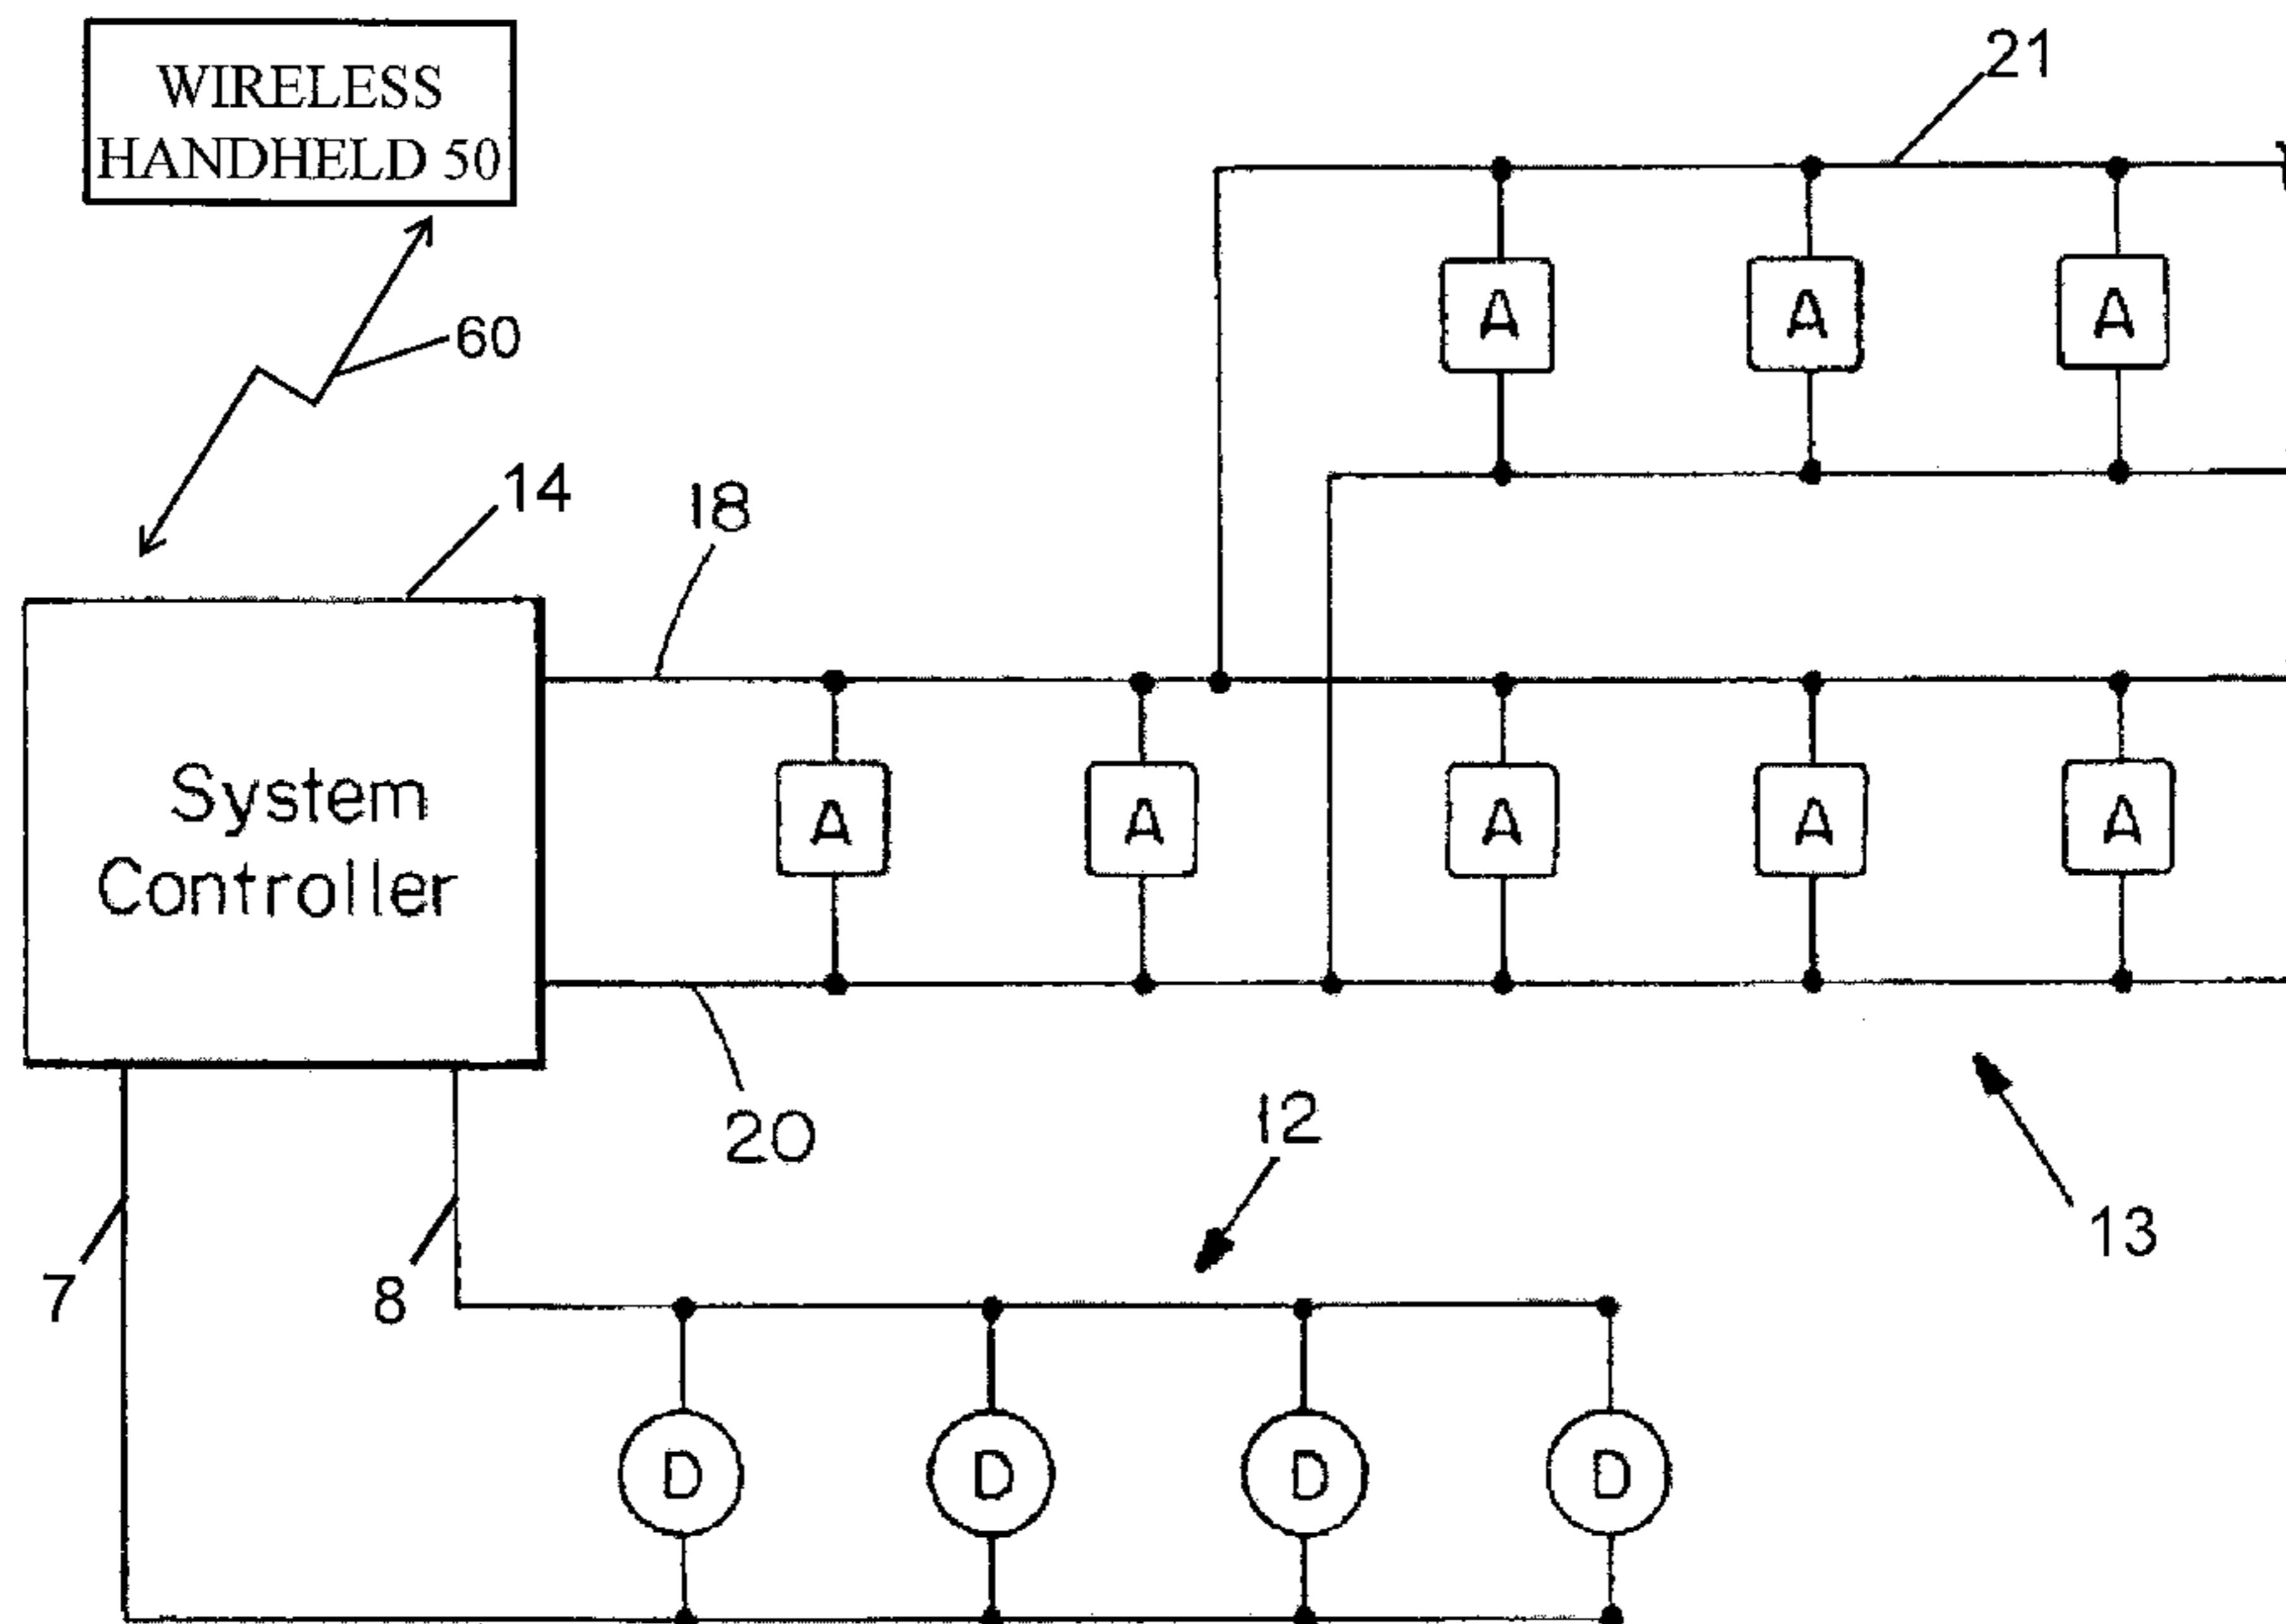 WIRELESS
HANDHELD 50
21
A A A
60
14
18
System
Controller
A A A A A
20
12
13
7
8
D D D D